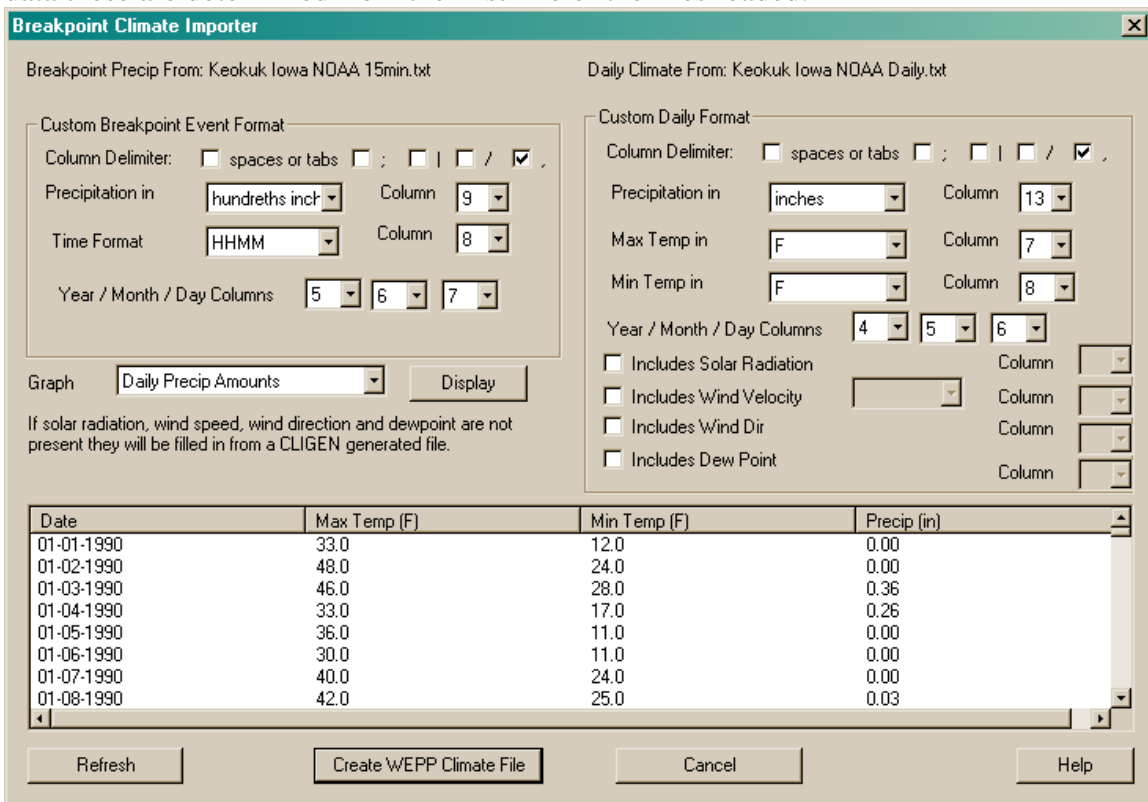 Breakpoint Climate Importer
Breakpoint Precip From: Keokuk Iowa NOAA 15min.txt
Daily Climate From: Keokuk Iowa NOAA Daily.txt
Custom Breakpoint Event Format
Column Delimiter: spaces or tabs ; | / ,
Precipitation in hundreths inch Column 9
Time Format HHMM Column 8
Year / Month / Day Columns 5 6 7
Graph Daily Precip Amounts Display
If solar radiation, wind speed, wind direction and dewpoint are not
present they will be filled in from a CLIGEN generated file.
Custom Daily Format
Column Delimiter: spaces or tabs ; | / ,
Precipitation in inches Column 13
Max Temp in F Column 7
Min Temp in F Column 8
Year / Month / Day Columns 4 5 6
Includes Solar Radiation Column
Includes Wind Velocity Column
Includes Wind Dir Column
Includes Dew Point Column
Date Max Temp (F) Min Temp (F) Precip (in)
01-01-1990 33.0 12.0 0.00
01-02-1990 48.0 24.0 0.00
01-03-1990 46.0 28.0 0.36
01-04-1990 33.0 17.0 0.26
01-05-1990 36.0 11.0 0.00
01-06-1990 30.0 11.0 0.00
01-07-1990 40.0 24.0 0.00
01-08-1990 42.0 25.0 0.03
Refresh Create WEPP Climate File Cancel Help